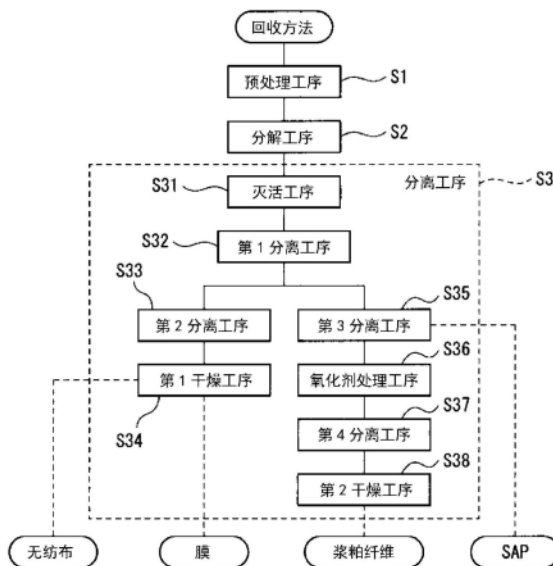 回收方法
预处理工序
S1
分解工序
S2
分离工序
S3
S31
灭活工序
S32
第1分离工序
S33
第2分离工序
S35
第3分离工序
S36
氧化剂处理工序
第1干燥工序
S34
S37
第4分离工序
S38
第2干燥工序
无纺布
膜
浆粕纤维
SAP